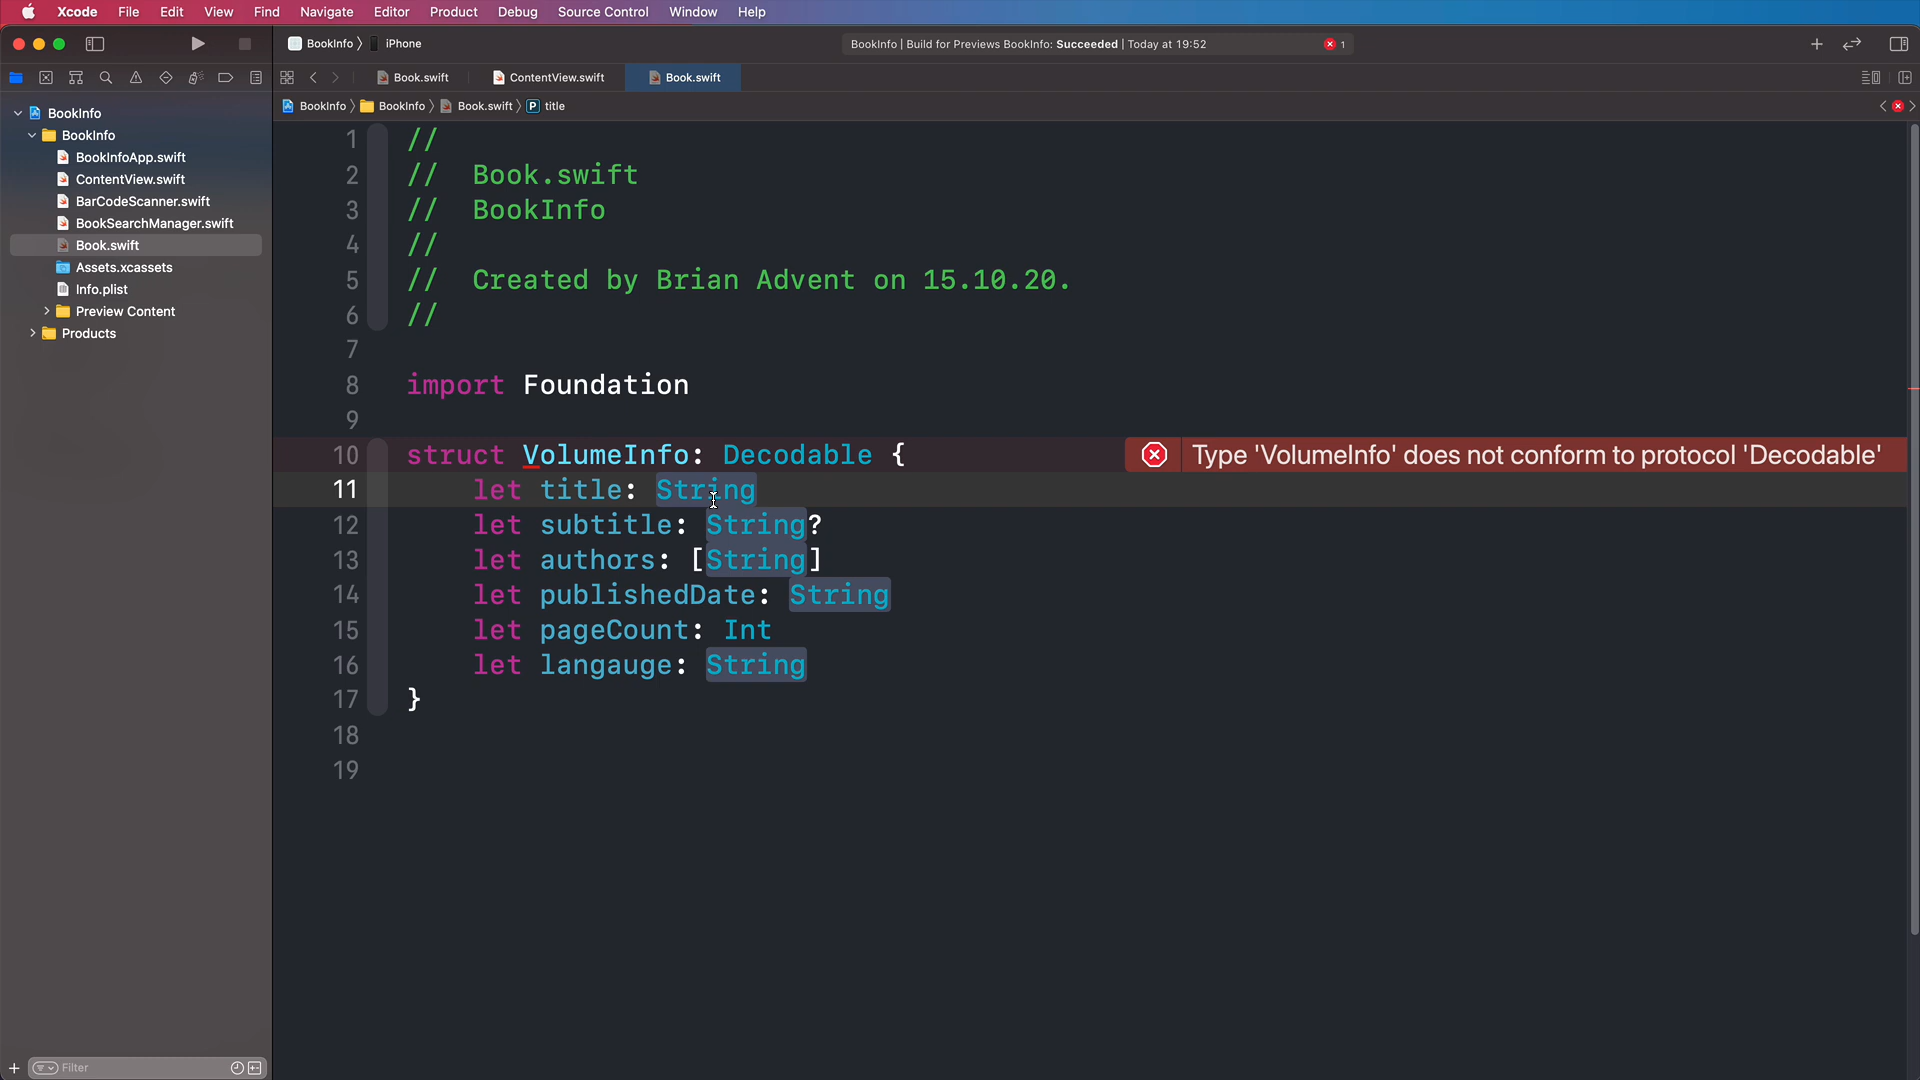 Xcode File Edit View Find Navigate Editor Product Debug Source Control Window Help
BookInfo iPhone BookInfo | Build for Previews BookInfo: Succeeded | Today at 19:52 1
Book.swift ContentView.swift Book.swift
BookInfo BookInfo Book.swift P title
BookInfo
BookInfo
BookInfoApp.swift
ContentView.swift
BarCodeScanner.swift
BookSearchManager.swift
Book.swift
Assets.xcassets
Info.plist
Preview Content
Products
Filter
1 //
2 //  Book.swift
3 //  BookInfo
4 //
5 //  Created by Brian Advent on 15.10.20.
6 //
7
8 import Foundation
9
10 struct VolumeInfo: Decodable { Type 'VolumeInfo' does not conform to protocol 'Decodable'
11 let title: String
12 let subtitle: String?
13 let authors: [String]
14 let publishedDate: String
15 let pageCount: Int
16 let langauge: String
17 }
18
19